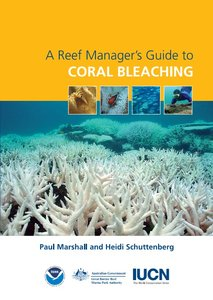 A Reef Manager's Guide to
CORAL BLEACHING
Paul Marshall and Heidi Schuttenberg
NOAA
Australian Government
Great Barrier Reef
Marine Park Authority
IUCN
The World Conservation Union